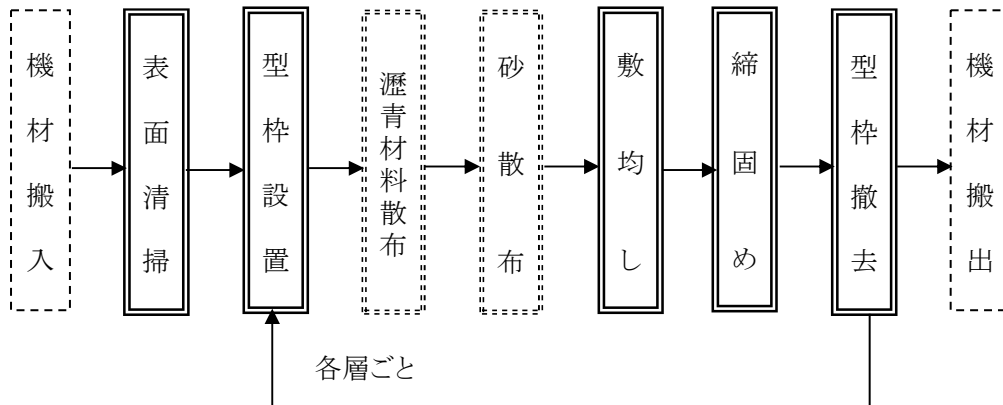 機材搬入
表面清掃
型枠設置
瀝青材料散布
砂散布
敷均し
締固め
型枠撤去
機材搬出
各層ごと